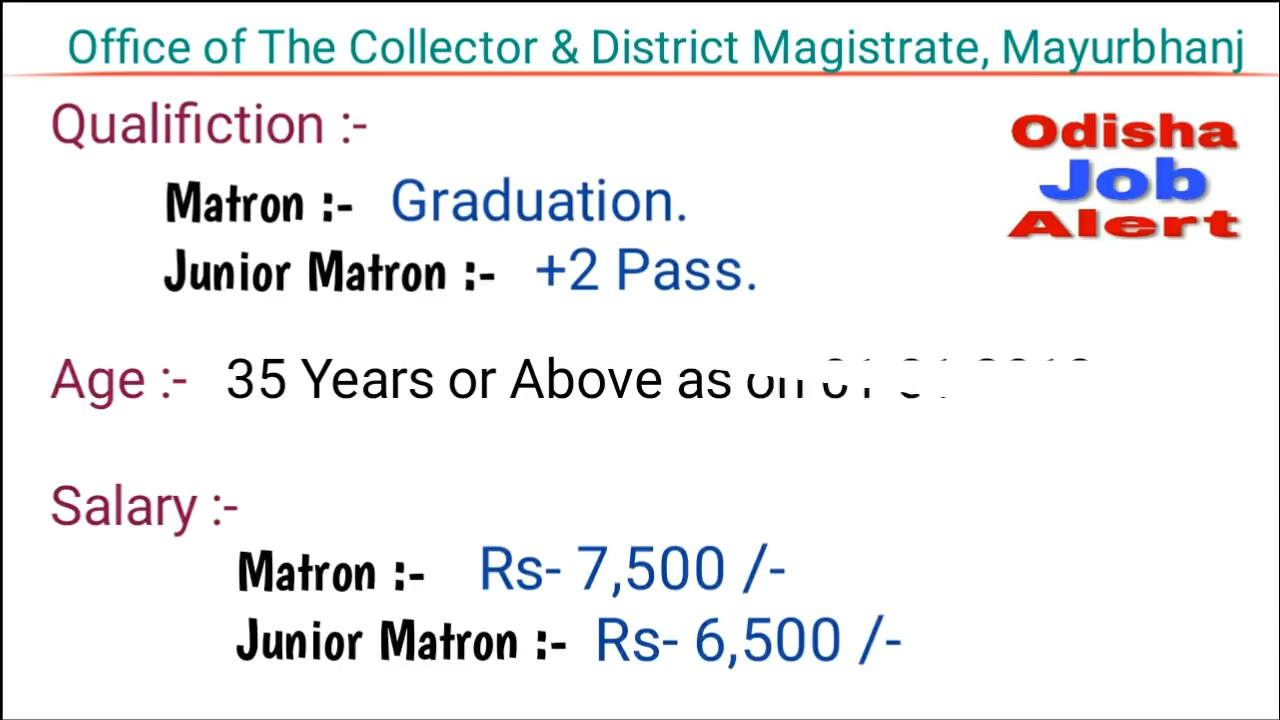 Office of The Collector & District Magistrate, Mayurbhanj
Qualifiction :-
Odisha
Job
Alert
Matron :- Graduation.
Junior Matron :- +2 Pass.
Age :- 35 Years or Above as on
Salary :-
Matron :- Rs- 7,500 /-
Junior Matron :- Rs- 6,500 /-